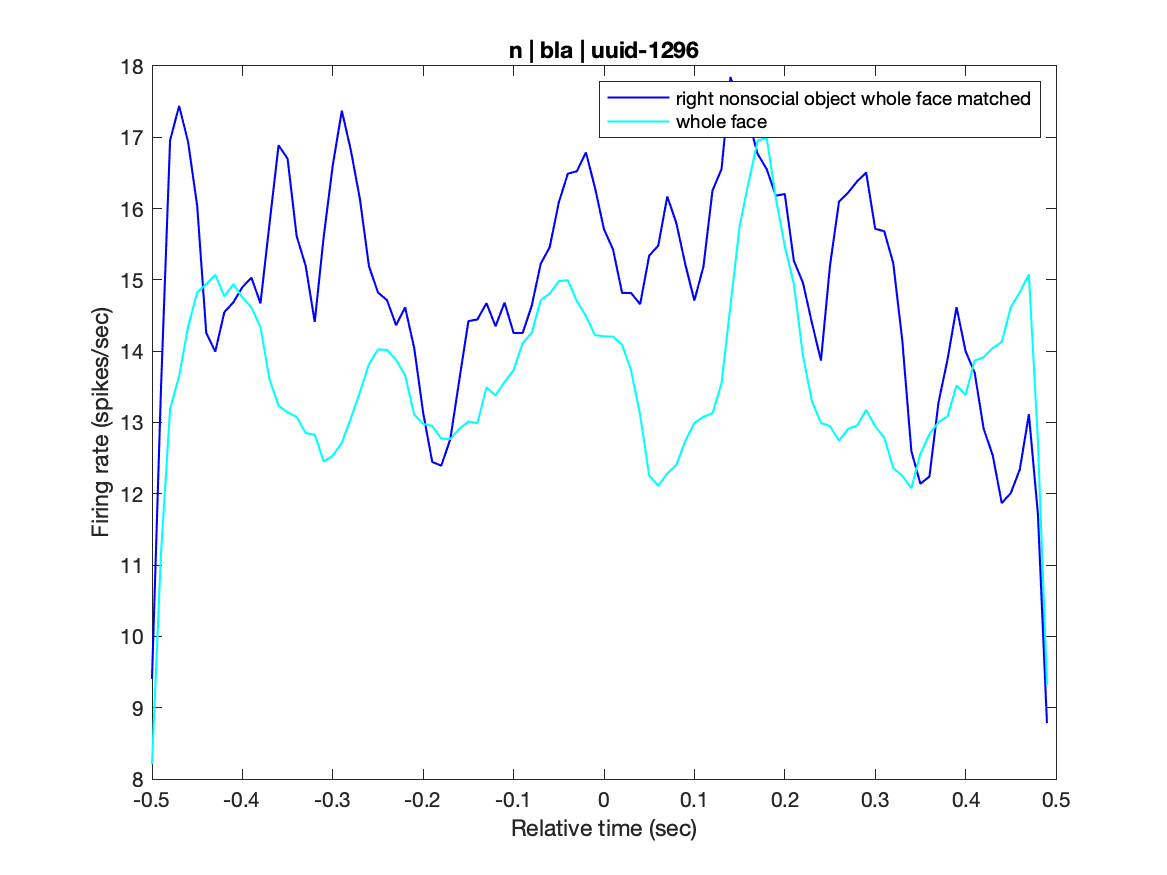 n | bla | uuid-1296
18
17
16
15
14
13
12
11
10
9
8
Firing rate (spikes/sec)
right nonsocial object whole face matched
whole face
-0.5 -0.4 -0.3 -0.2 -0.1 0 0.1 0.2 0.3 0.4 0.5
Relative time (sec)